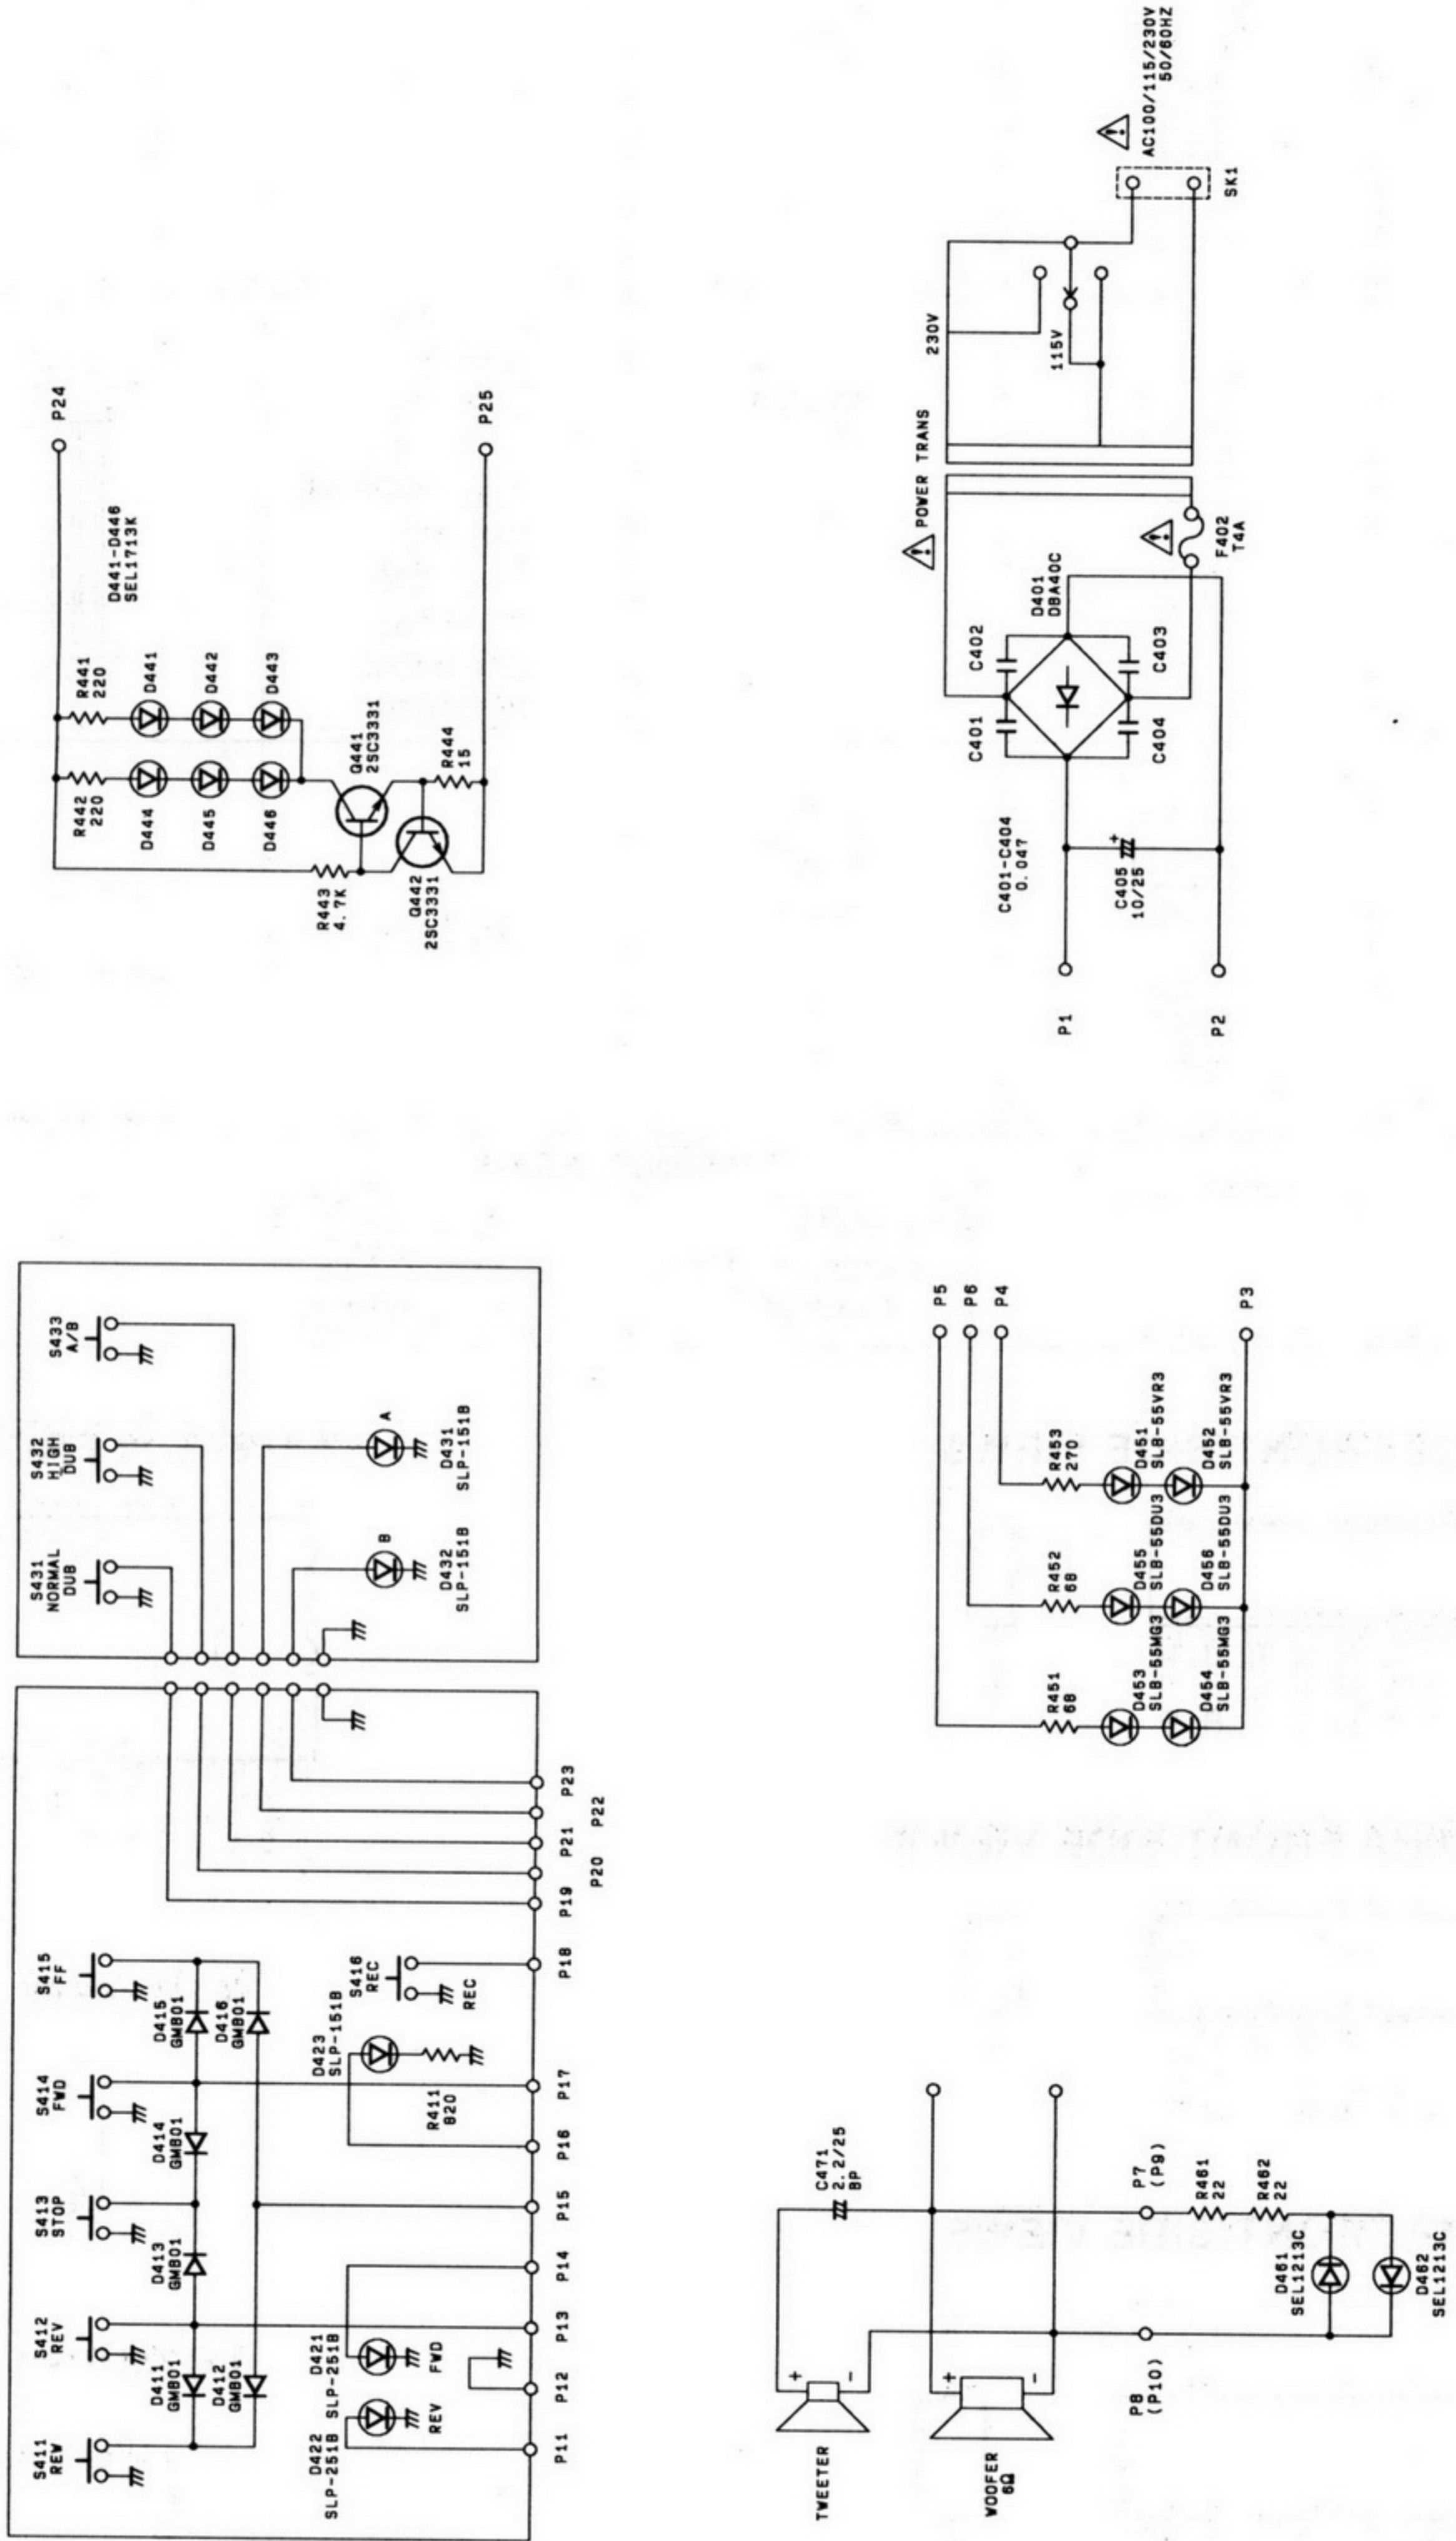 S411
REW
S412
REV
S413
STOP
S414
FWD
S415
FF
D411
GMB01
D412
GMB01
D413
GMB01
D414
GMB01
D415
GMB01
D416
GMB01
D422
SLP-251B
REV
D421
SLP-251B
FWD
D423
SLP-151B
R411
820
S416
REC
REC
P11
P12
P13
P14
P15
P16
P17
P18
P19
P20
P21
P22
P23
S431
NORMAL
DUB
S432
HIGH
DUB
S433
A/B
B
D432
SLP-151B
A
D431
SLP-151B
R441
220
R442
220
D441
D442
D443
D444
D445
D446
D441-D446
SEL1713K
R443
4.7K
Q441
2SC3331
Q442
2SC3331
R444
15
P24
P25
TWEETER
+
-
WOOFER
6Ω
+
-
C471
2.2/25
BP
P7
(P9)
P8
(P10)
R461
22
R462
22
D461
SEL1213C
D462
SEL1213C
P5
P6
P4
P3
R451
68
R452
68
R453
270
D453
SLB-55MG3
D454
SLB-55MG3
D455
SLB-55DU3
D456
SLB-55DU3
D451
SLB-55VR3
D452
SLB-55VR3
P1
P2
C401-C404
0.047
C405
10/25
+
C401
C402
C403
C404
D401
DBA40C
F402
T4A
POWER TRANS
230V
115V
AC100/115/230V
50/60HZ
SK1